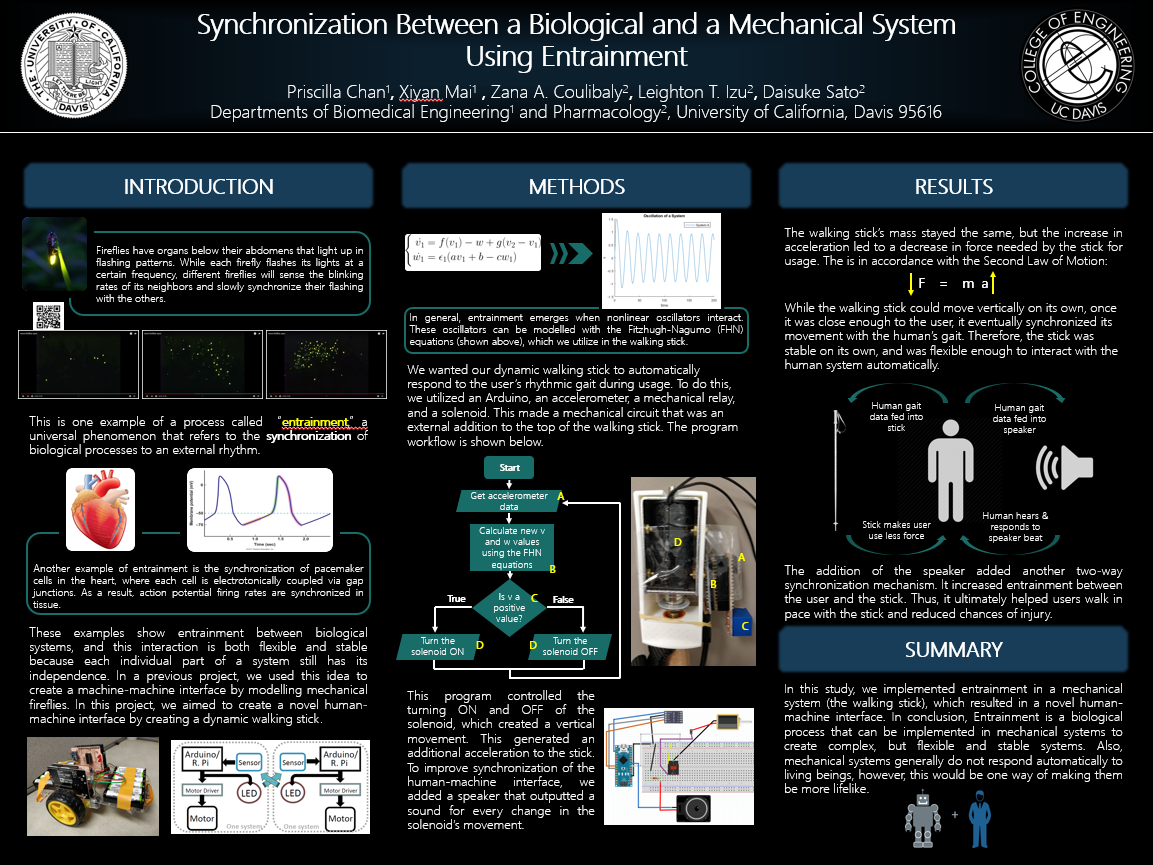 Synchronization Between a Biological and a Mechanical System
Using Entrainment
Priscilla Chan¹, Xiyan Mai¹ , Zana A. Coulibaly², Leighton T. Izu², Daisuke Sato²
Departments of Biomedical Engineering¹ and Pharmacology², University of California, Davis 95616
THE UNIVERSITY OF CALIFORNIA
DAVIS
COLLEGE OF ENGINEERING
UC DAVIS
INTRODUCTION
Fireflies have organs below their abdomens that light up in
flashing patterns. While each firefly flashes its lights at a
certain frequency, different fireflies will sense the blinking
rates of its neighbors and slowly synchronize their flashing
with the others.
This is one example of a process called "entrainment," a
universal phenomenon that refers to the synchronization of
biological processes to an external rhythm.
Membrane potential (mV)
0
-50
-70
0.5
1.0
1.5
2.0
Time (sec)
Another example of entrainment is the synchronization of pacemaker
cells in the heart, where each cell is electrotonically coupled via gap
junctions. As a result, action potential firing rates are synchronized in
tissue.
These examples show entrainment between biological
systems, and this interaction is both flexible and stable
because each individual part of a system still has its
independence. In a previous project, we used this idea to
create a machine-machine interface by modelling mechanical
fireflies. In this project, we aimed to create a novel human-
machine interface by creating a dynamic walking stick.
Arduino/
R. Pi
Sensor
Sensor
Arduino/
R. Pi
Motor Driver
LED
LED
Motor Driver
Motor
One system
One system
Motor
METHODS
v̇₁ = f(v₁) − w + g(v₂ − v₁)
ẇ₁ = ϵ₁(av₁ + b − cw₁)
Oscillation of a System
System A
0
50
100
150
200
time
In general, entrainment emerges when nonlinear oscillators interact.
These oscillators can be modelled with the Fitzhugh-Nagumo (FHN)
equations (shown above), which we utilize in the walking stick.
We wanted our dynamic walking stick to automatically
respond to the user's rhythmic gait during usage. To do this,
we utilized an Arduino, an accelerometer, a mechanical relay,
and a solenoid. This made a mechanical circuit that was an
external addition to the top of the walking stick. The program
workflow is shown below.
Start
Get accelerometer
data
A
Calculate new v
and w values
using the FHN
equations
B
Is v a
positive
value?
C
True
False
Turn the
solenoid ON
D
D
Turn the
solenoid OFF
D
A
B
C
This program controlled the
turning ON and OFF of the
solenoid, which created a vertical
movement. This generated an
additional acceleration to the stick.
To improve synchronization of the
human-machine interface, we
added a speaker that outputted a
sound for every change in the
solenoid's movement.
RESULTS
The walking stick's mass stayed the same, but the increase in
acceleration led to a decrease in force needed by the stick for
usage. The is in accordance with the Second Law of Motion:
F = m a
While the walking stick could move vertically on its own, once
it was close enough to the user, it eventually synchronized its
movement with the human's gait. Therefore, the stick was
stable on its own, and was flexible enough to interact with the
human system automatically.
Human gait
data fed into
stick
Human gait
data fed into
speaker
Stick makes user
use less force
Human hears &
responds to
speaker beat
The addition of the speaker added another two-way
synchronization mechanism. It increased entrainment between
the user and the stick. Thus, it ultimately helped users walk in
pace with the stick and reduced chances of injury.
SUMMARY
In this study, we implemented entrainment in a mechanical
system (the walking stick), which resulted in a novel human-
machine interface. In conclusion, Entrainment is a biological
process that can be implemented in mechanical systems to
create complex, but flexible and stable systems. Also,
mechanical systems generally do not respond automatically to
living beings, however, this would be one way of making them
be more lifelike.
+